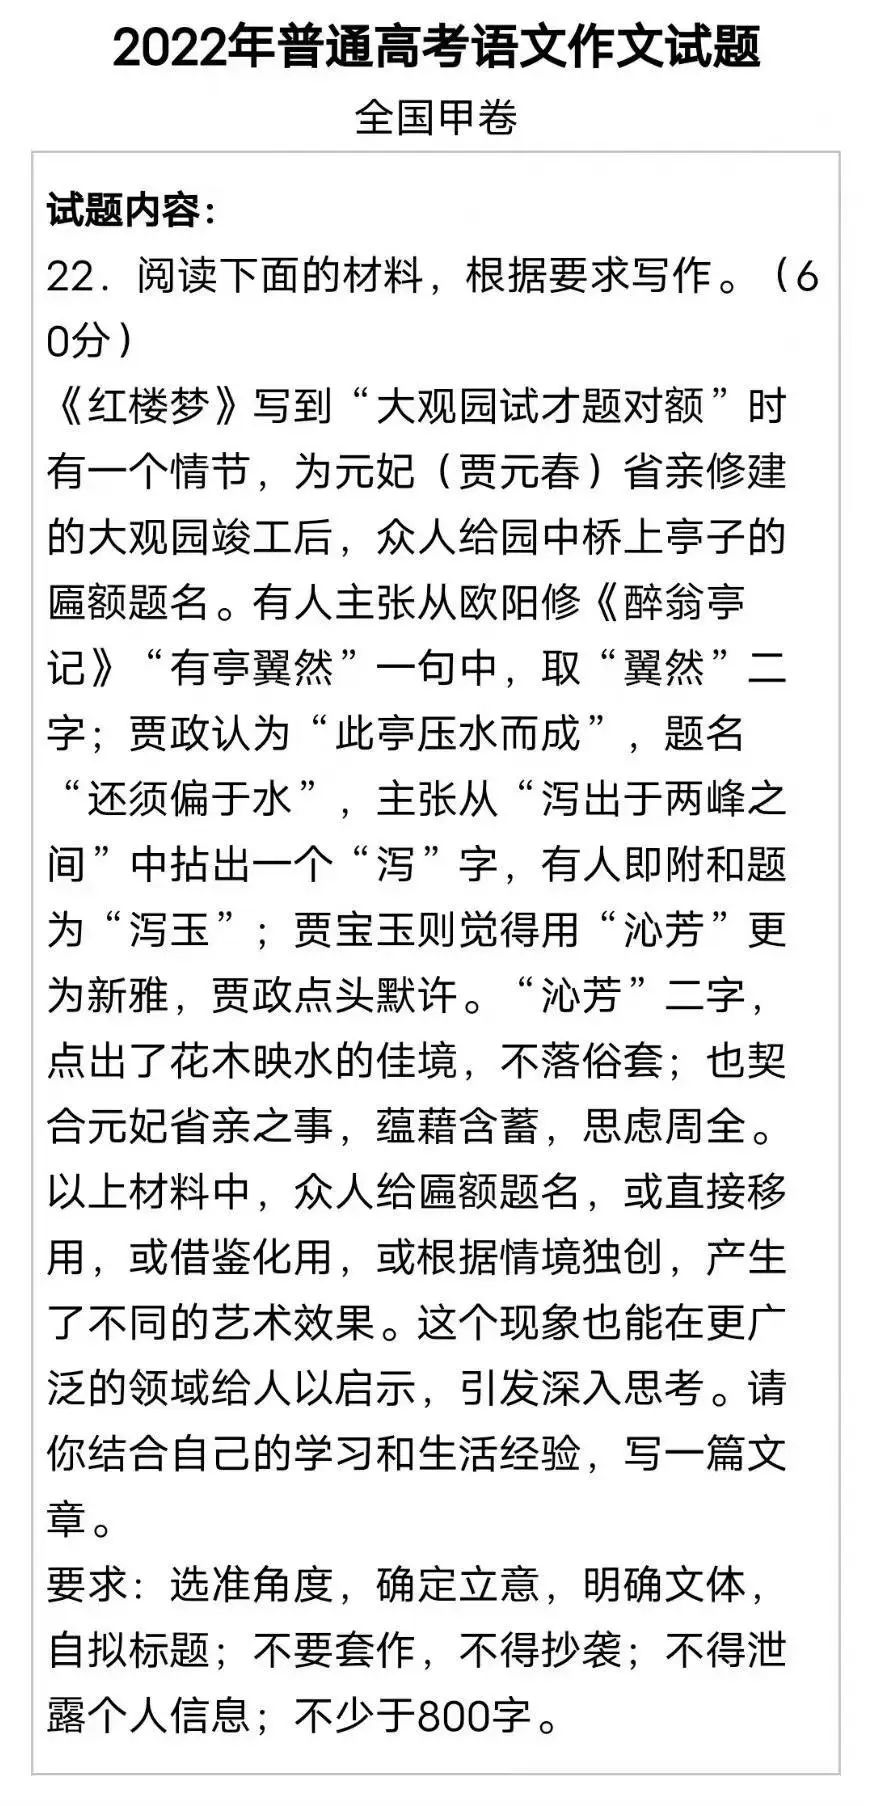 2022年普通高考语文作文试题
全国甲卷
试题内容：
22．阅读下面的材料，根据要求写作。（6
0分）
《红楼梦》写到“大观园试才题对额”时
有一个情节，为元妃（贾元春）省亲修建
的大观园竣工后，众人给园中桥上亭子的
匾额题名。有人主张从欧阳修《醉翁亭
记》“有亭翼然”一句中，取“翼然”二
字；贾政认为“此亭压水而成”，题名
“还须偏于水”，主张从“泻出于两峰之
间”中拈出一个“泻”字，有人即附和题
为“泻玉”；贾宝玉则觉得用“沁芳”更
为新雅，贾政点头默许。“沁芳”二字，
点出了花木映水的佳境，不落俗套；也契
合元妃省亲之事，蕴藉含蓄，思虑周全。
以上材料中，众人给匾额题名，或直接移
用，或借鉴化用，或根据情境独创，产生
了不同的艺术效果。这个现象也能在更广
泛的领域给人以启示，引发深入思考。请
你结合自己的学习和生活经验，写一篇文
章。
要求：选准角度，确定立意，明确文体，
自拟标题；不要套作，不得抄袭；不得泄
露个人信息；不少于800字。